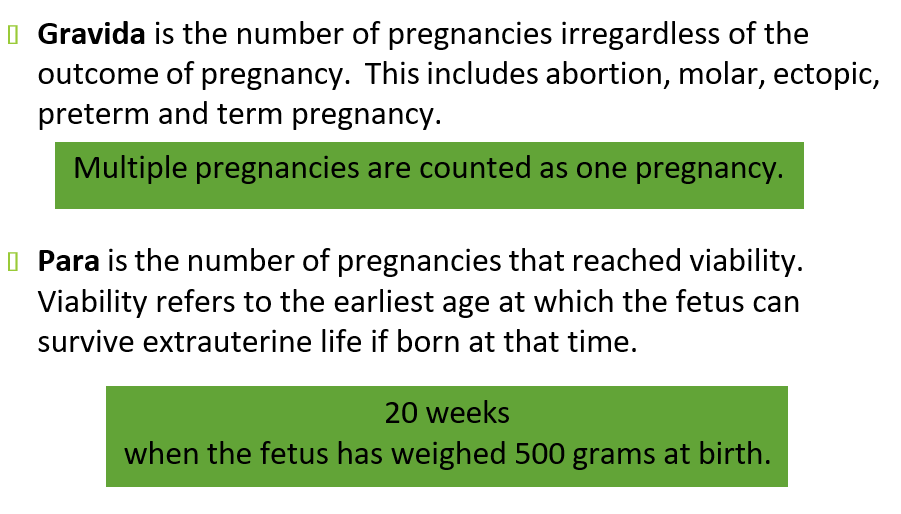 Gravida is the number of pregnancies irregardless of the
outcome of pregnancy. This includes abortion, molar, ectopic,
preterm and term pregnancy.
Multiple pregnancies are counted as one pregnancy.
Para is the number of pregnancies that reached viability.
Viability refers to the earliest age at which the fetus can
survive extrauterine life if born at that time.
20 weeks
when the fetus has weighed 500 grams at birth.